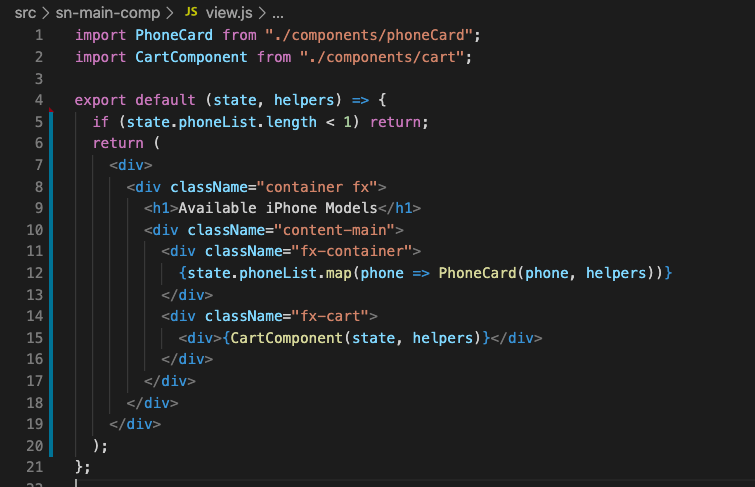 src > sn-main-comp > JS view.js > ...
1 import PhoneCard from "./components/phoneCard";
2 import CartComponent from "./components/cart";
3
4 export default (state, helpers) => {
5   if (state.phoneList.length < 1) return;
6   return (
7     <div>
8       <div className="container fx">
9         <h1>Available iPhone Models</h1>
10         <div className="content-main">
11           <div className="fx-container">
12             {state.phoneList.map(phone => PhoneCard(phone, helpers))}
13           </div>
14           <div className="fx-cart">
15             <div>{CartComponent(state, helpers)}</div>
16           </div>
17         </div>
18       </div>
19     </div>
20   );
21 };
22